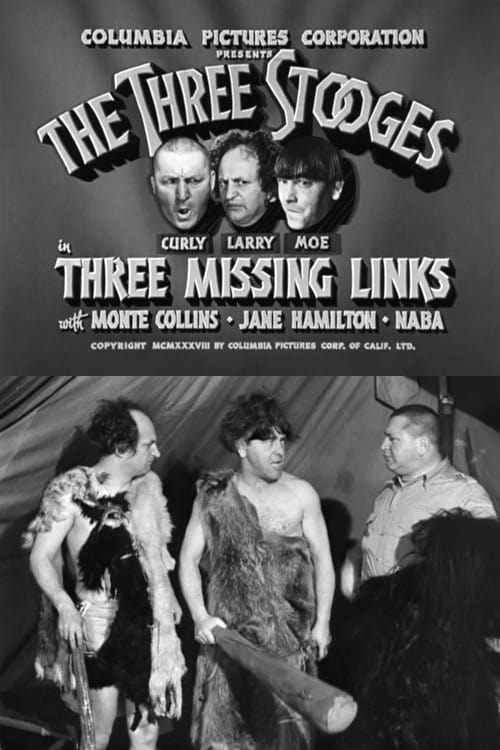 COLUMBIA PICTURES CORPORATION
PRESENTS
THE THREE STOOGES
CURLY LARRY MOE
in
THREE MISSING LINKS
with MONTE COLLINS · JANE HAMILTON · NABA
COPYRIGHT MCMXXXVIII BY COLUMBIA PICTURES CORP. OF CALIF. LTD.